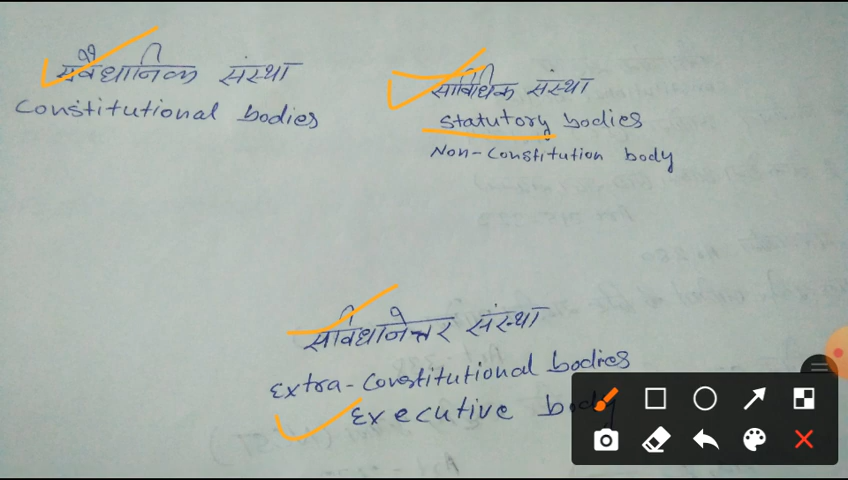 संवैधानिक संस्था
Constitutional bodies
सांविधिक संस्था
Statutory bodies
Non-Constitution body
संविधानेत्तर संस्था
Extra-Constitutional bodies
Executive body